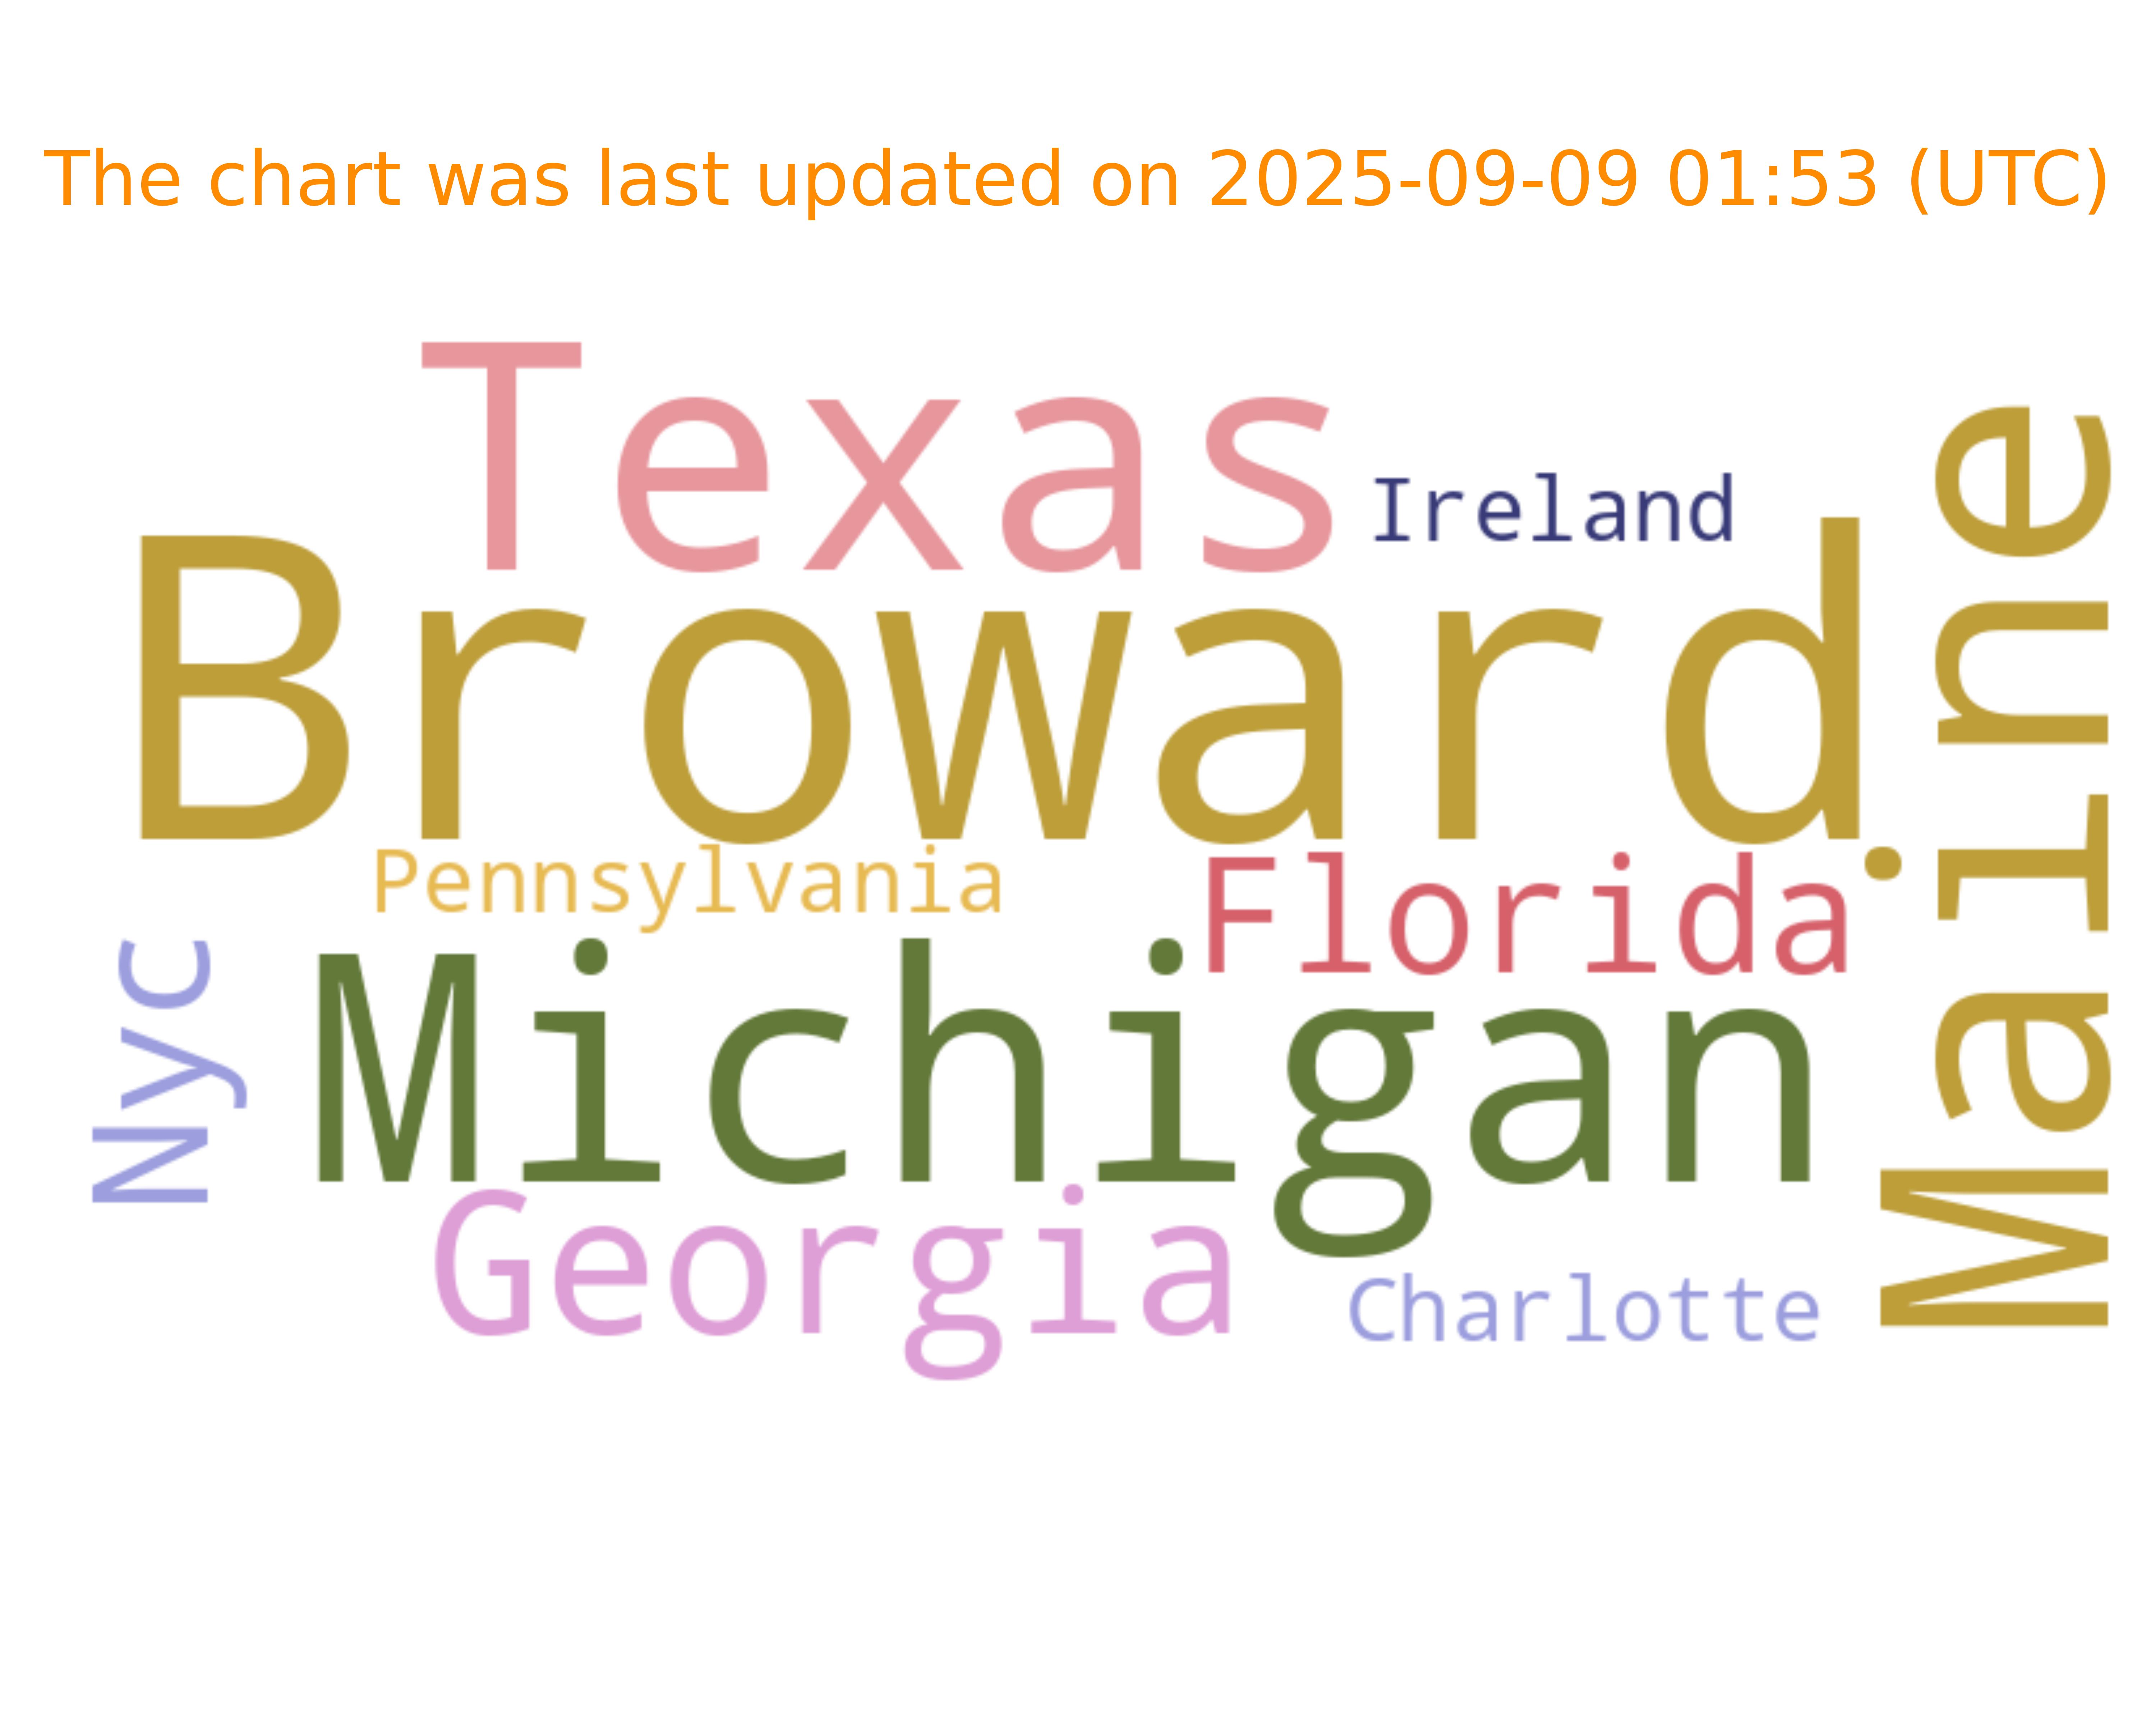 The chart was last updated on 2025-09-09 01:53 (UTC)
Texas
Ireland
Broward
Maine
Pennsylvania
Florida
Nyc
Michigan
Georgia
Charlotte